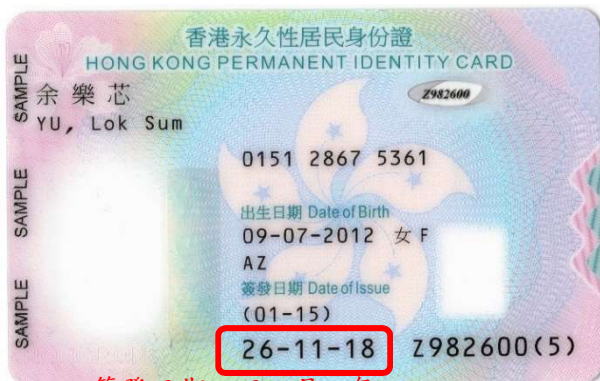 香港永久性居民身份證
HONG KONG PERMANENT IDENTITY CARD
余樂芯
Z982600
YU, Lok Sum
0151 2867 5361
出生日期 Date of Birth
09-07-2012 女 F
AZ
簽發日期 Date of Issue
(01-15)
26-11-18 Z982600(5)
SAMPLE
SAMPLE
SAMPLE